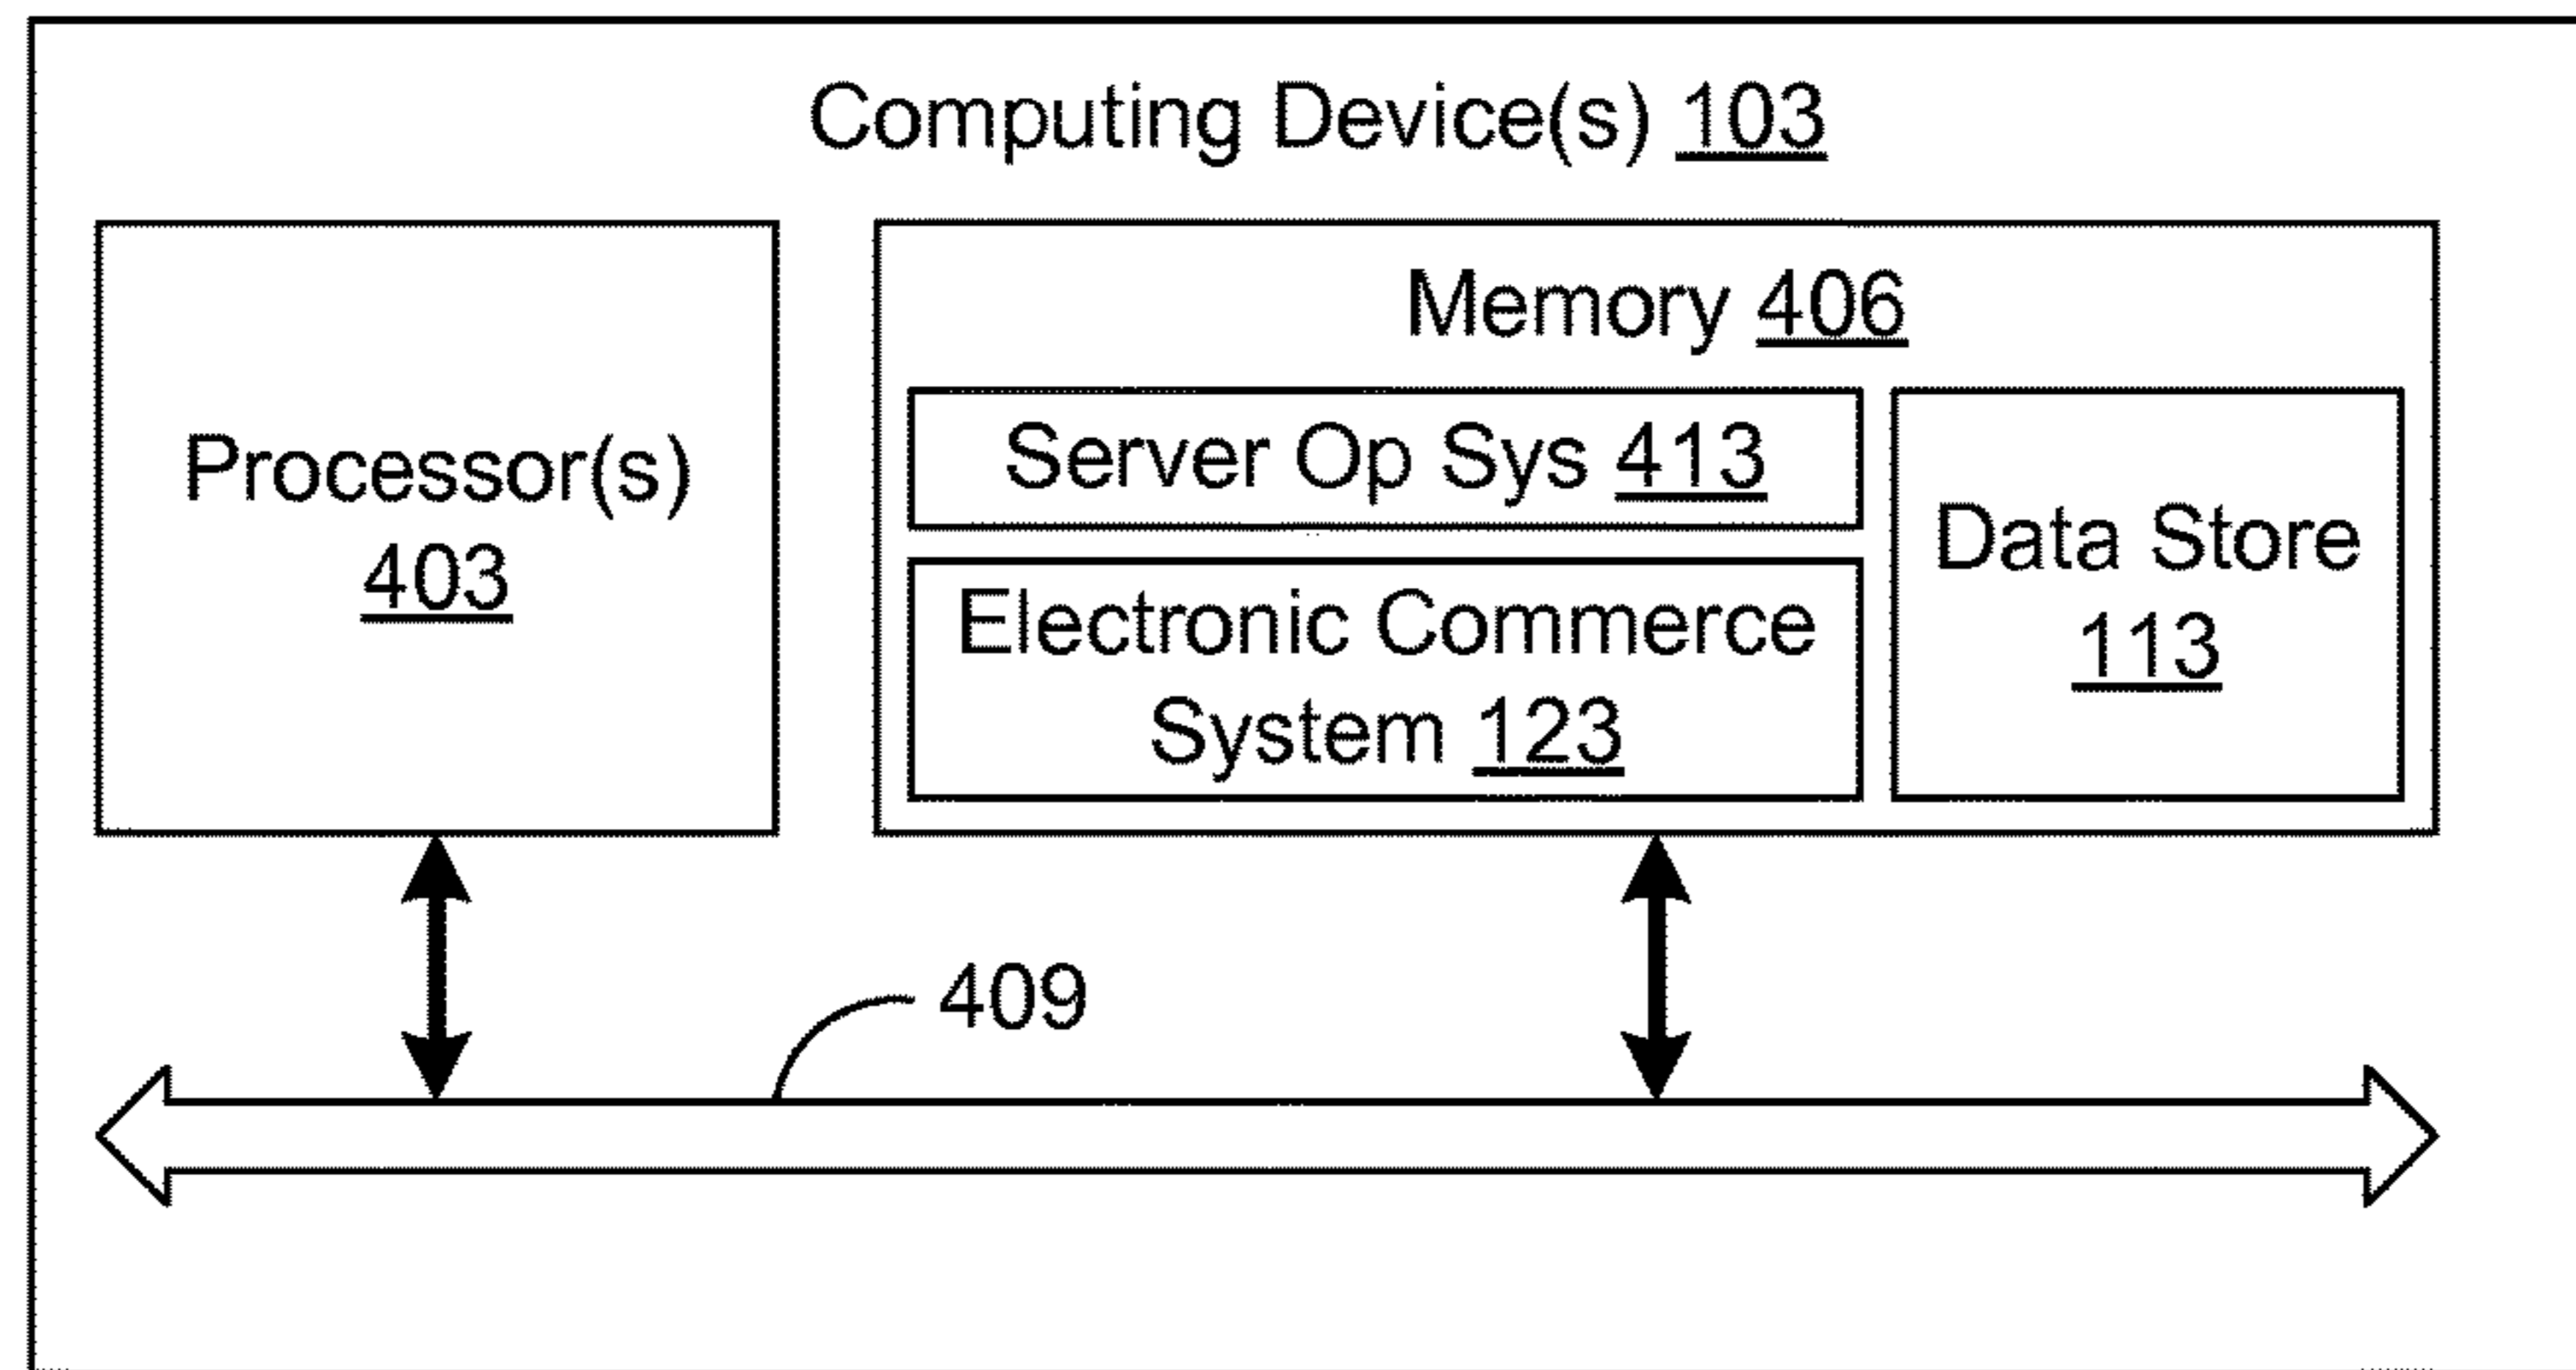 Computing Device(s) 103
Processor(s)
403
Memory 406
Server Op Sys 413
Electronic Commerce
System 123
Data Store
113
409